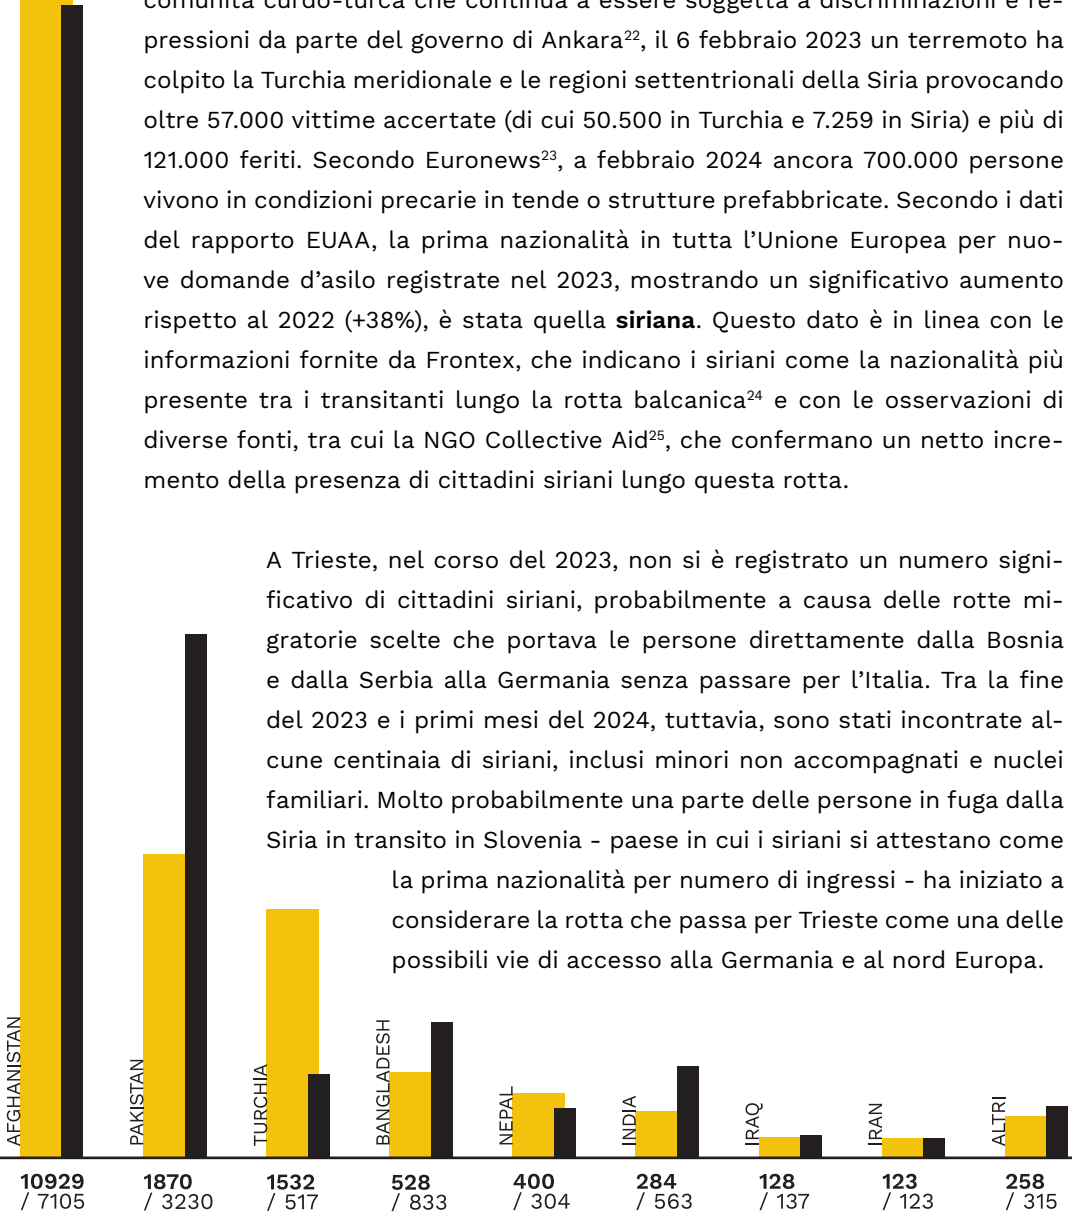 comunità curdo-turca che continua a essere soggetta a discriminazioni e re-
pressioni da parte del governo di Ankara22, il 6 febbraio 2023 un terremoto ha
colpito la Turchia meridionale e le regioni settentrionali della Siria provocando
oltre 57.000 vittime accertate (di cui 50.500 in Turchia e 7.259 in Siria) e più di
121.000 feriti. Secondo Euronews23, a febbraio 2024 ancora 700.000 persone
vivono in condizioni precarie in tende o strutture prefabbricate. Secondo i dati
del rapporto EUAA, la prima nazionalità in tutta l’Unione Europea per nuo-
ve domande d’asilo registrate nel 2023, mostrando un significativo aumento
rispetto al 2022 (+38%), è stata quella siriana. Questo dato è in linea con le
informazioni fornite da Frontex, che indicano i siriani come la nazionalità più
presente tra i transitanti lungo la rotta balcanica24 e con le osservazioni di
diverse fonti, tra cui la NGO Collective Aid25, che confermano un netto incre-
mento della presenza di cittadini siriani lungo questa rotta.
A Trieste, nel corso del 2023, non si è registrato un numero signi-
ficativo di cittadini siriani, probabilmente a causa delle rotte mi-
gratorie scelte che portava le persone direttamente dalla Bosnia
e dalla Serbia alla Germania senza passare per l’Italia. Tra la fine
del 2023 e i primi mesi del 2024, tuttavia, sono stati incontrate al-
cune centinaia di siriani, inclusi minori non accompagnati e nuclei
familiari. Molto probabilmente una parte delle persone in fuga dalla
Siria in transito in Slovenia - paese in cui i siriani si attestano come
la prima nazionalità per numero di ingressi - ha iniziato a
considerare la rotta che passa per Trieste come una delle
possibili vie di accesso alla Germania e al nord Europa.
AFGHANISTAN
10929
/ 7105
PAKISTAN
1870
/ 3230
TURCHIA
1532
/ 517
BANGLADESH
528
/ 833
NEPAL
400
/ 304
INDIA
284
/ 563
IRAQ
128
/ 137
IRAN
123
/ 123
ALTRI
258
/ 315